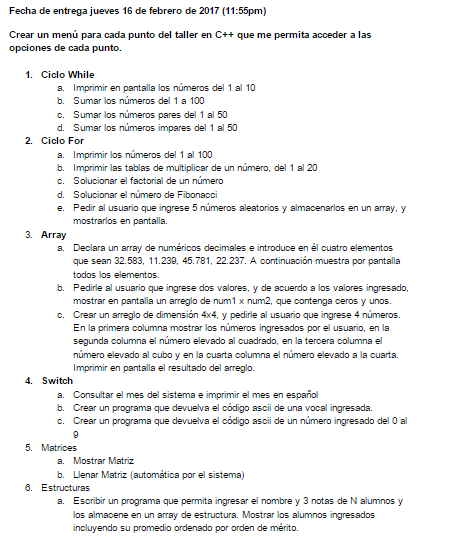 Fecha de entrega jueves 16 de febrero de 2017 (11:55pm)
Crear un menú para cada punto del taller en C++ que me permita acceder a las
opciones de cada punto.
1. Ciclo While
a. Imprimir en pantalla los números del 1 al 10
b. Sumar los números del 1 a 100
c. Sumar los números pares del 1 al 50
d. Sumar los números impares del 1 al 50
2. Ciclo For
a. Imprimir los números del 1 al 100
b. Imprimir las tablas de multiplicar de un número, del 1 al 20
c. Solucionar el factorial de un número
d. Solucionar el número de Fibonacci
e. Pedir al usuario que ingrese 5 números aleatorios y almacenarlos en un array, y
mostrarlos en pantalla.
3. Array
a. Declara un array de numéricos decimales e introduce en él cuatro elementos
que sean 32.583, 11.239, 45.781, 22.237. A continuación muestra por pantalla
todos los elementos.
b. Pedirle al usuario que ingrese dos valores, y de acuerdo a los valores ingresado,
mostrar en pantalla un arreglo de num1 x num2, que contenga ceros y unos.
c. Crear un arreglo de dimensión 4x4, y pedirle al usuario que ingrese 4 números.
En la primera columna mostrar los números ingresados por el usuario, en la
segunda columna el número elevado al cuadrado, en la tercera columna el
número elevado al cubo y en la cuarta columna el número elevado a la cuarta.
Imprimir en pantalla el resultado del arreglo.
4. Switch
a. Consultar el mes del sistema e imprimir el mes en español
b. Crear un programa que devuelva el código ascii de una vocal ingresada.
c. Crear un programa que devuelva el código ascii de un número ingresado del 0 al
9
5. Matrices
a. Mostrar Matriz
b. Llenar Matriz (automática por el sistema)
6. Estructuras
a. Escribir un programa que permita ingresar el nombre y 3 notas de N alumnos y
los almacene en un array de estructura. Mostrar los alumnos ingresados
incluyendo su promedio ordenado por orden de mérito.